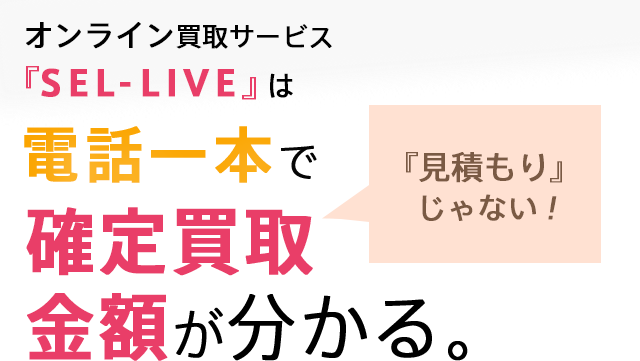 オンライン買取サービス
『SEL-LIVE』は
電話一本で
『見積もり』
じゃない!
確定買取
金額が分かる。